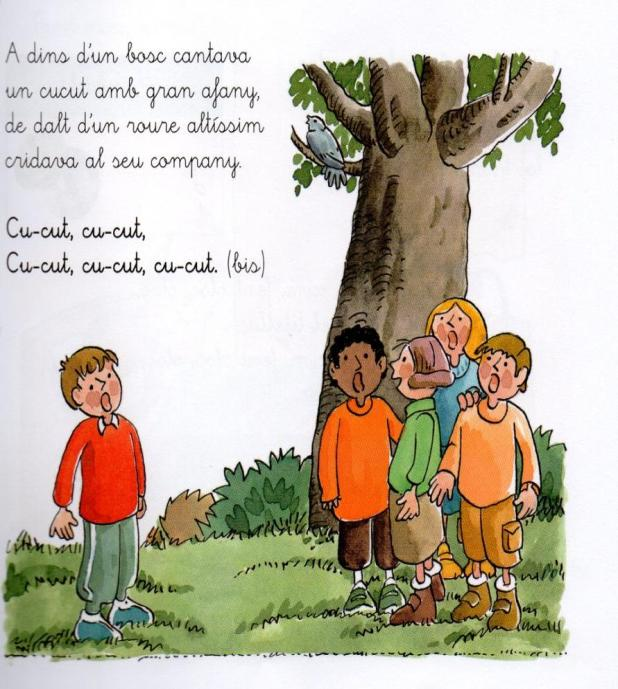 A dins d'un bosc cantava
un cucut amb gran afany,
de dalt d'un roure altíssim
cridava al seu company.
Cu-cut, cu-cut,
Cu-cut, cu-cut, cu-cut. (bis)